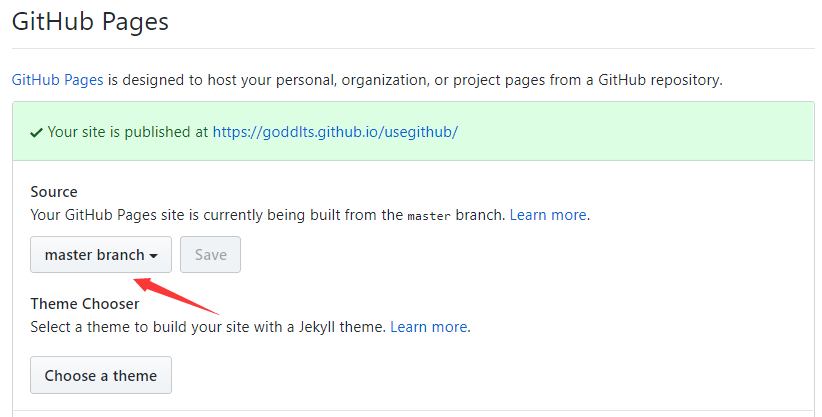 GitHub Pages
GitHub Pages is designed to host your personal, organization, or project pages from a GitHub repository.
Your site is published at https://goddlts.github.io/usegithub/
Source
Your GitHub Pages site is currently being built from the master branch. Learn more.
master branch Save
Theme Chooser
Select a theme to build your site with a Jekyll theme. Learn more.
Choose a theme